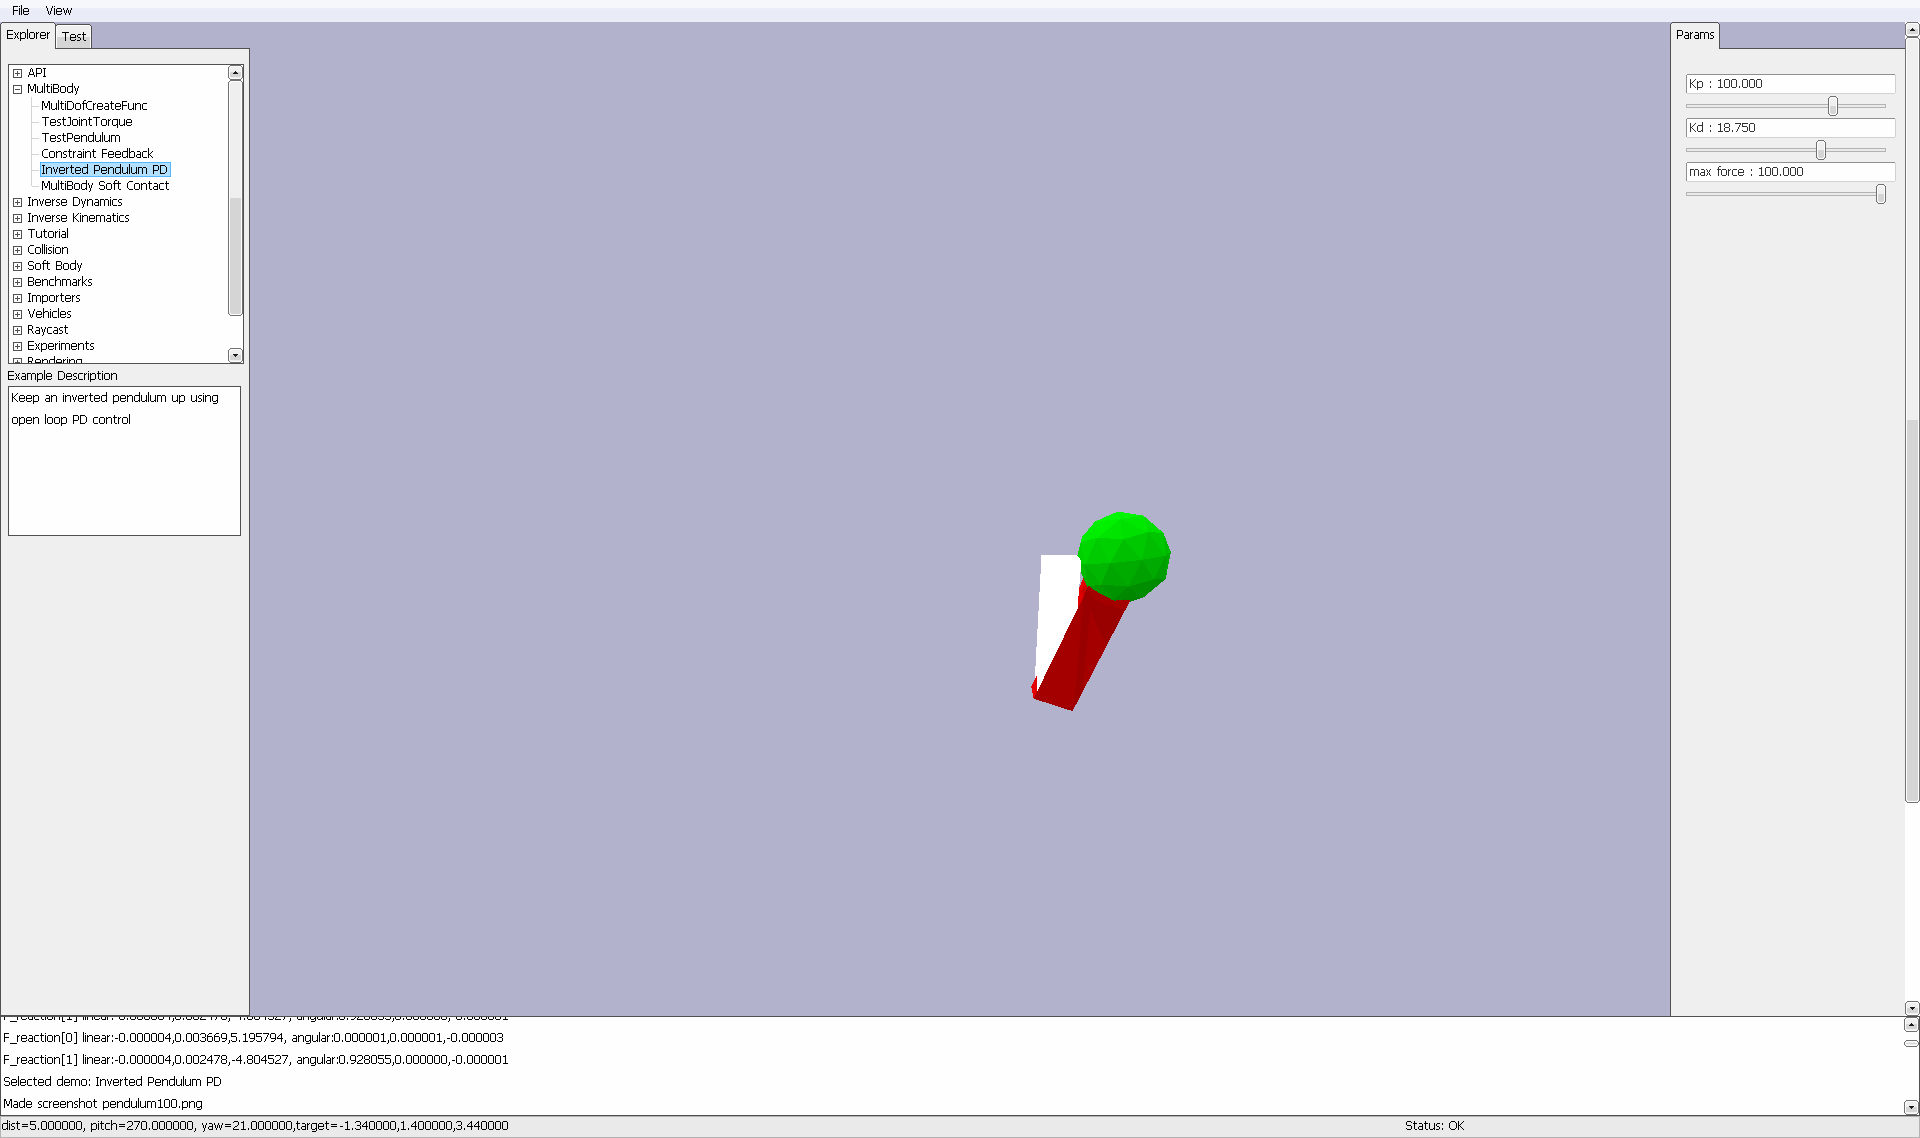 File View
Explorer Test
API
MultiBody
MultiDofCreateFunc
TestJointTorque
TestPendulum
Constraint Feedback
Inverted Pendulum PD
MultiBody Soft Contact
Inverse Dynamics
Inverse Kinematics
Tutorial
Collision
Soft Body
Benchmarks
Importers
Vehicles
Raycast
Experiments
Rendering
Example Description
Keep an inverted pendulum up using
open loop PD control
Params
Kp : 100.000
Kd : 18.750
max force : 100.000
F_reaction[0] linear:-0.000004,0.003669,5.195794, angular:0.000001,0.000001,-0.000003
F_reaction[1] linear:-0.000004,0.002478,-4.804527, angular:0.928055,0.000000,-0.000001
Selected demo: Inverted Pendulum PD
Made screenshot pendulum100.png
dist=5.000000, pitch=270.000000, yaw=21.000000,target=-1.340000,1.400000,3.440000
Status: OK